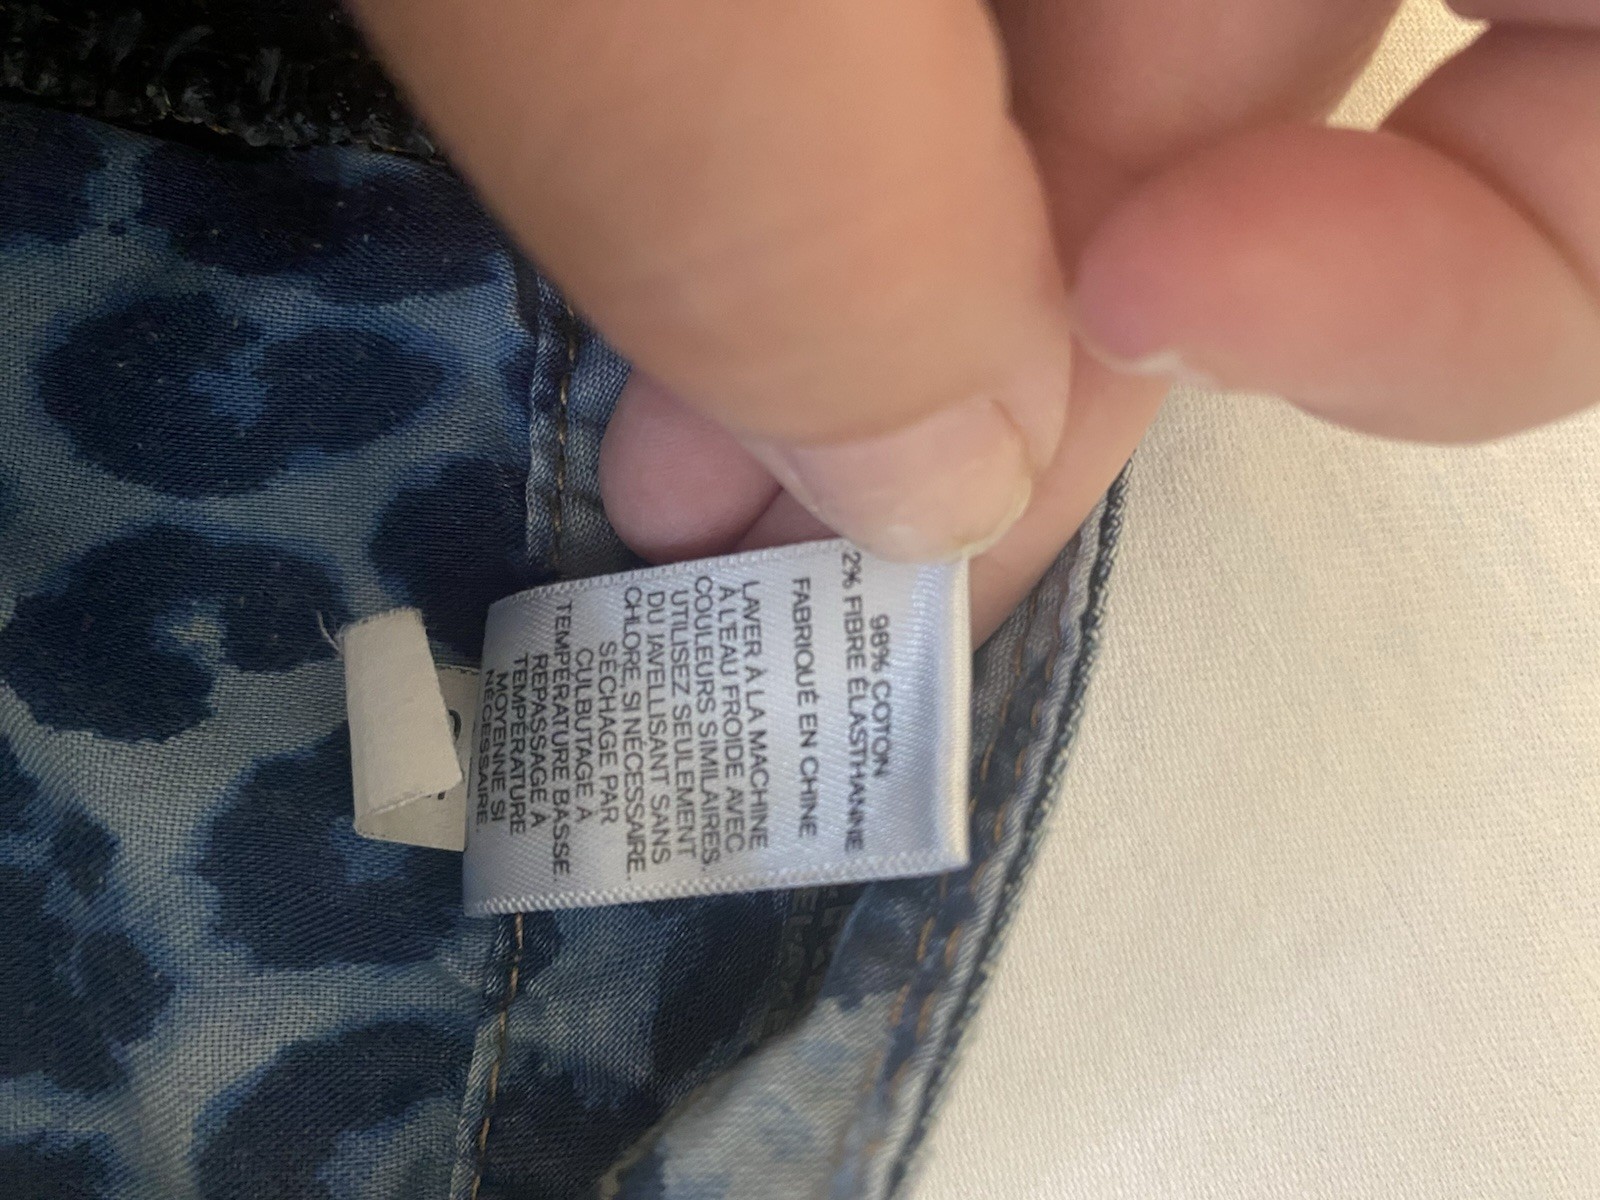 98% COTON
2% FIBRE ÉLASTHANNE
FABRIQUÉ EN CHINE
LAVER À LA MACHINE
À L'EAU FROIDE AVEC
COULEURS SIMILAIRES.
UTILISEZ SEULEMENT
DU JAVELLISANT SANS
CHLORE, SI NÉCESSAIRE.
SÉCHAGE PAR
CULBUTAGE À
TEMPÉRATURE BASSE.
REPASSAGE À
TEMPÉRATURE
MOYENNE SI
NÉCESSAIRE.